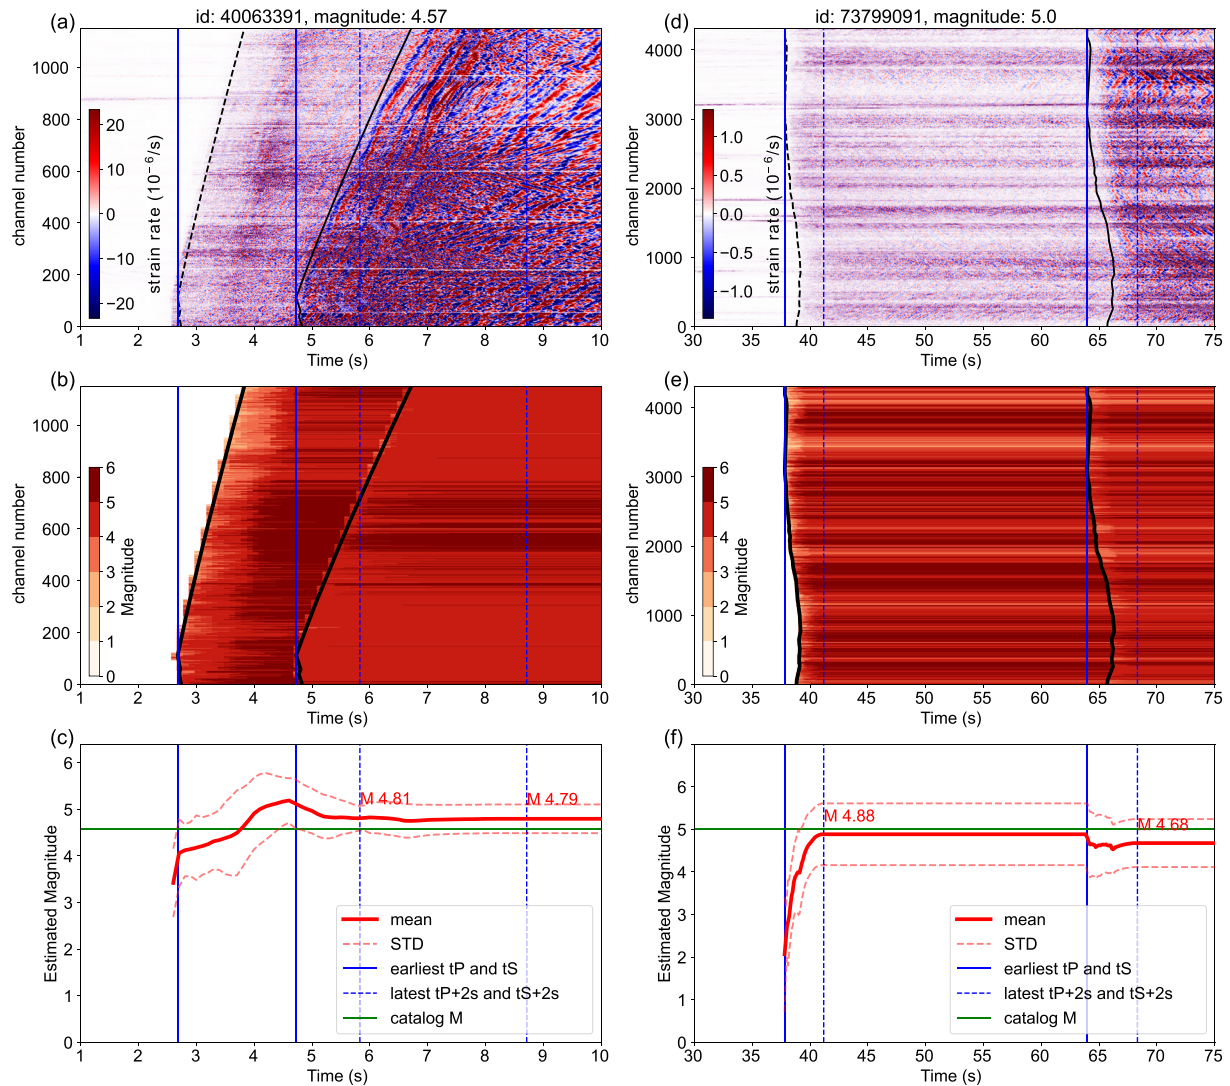 (a)
id: 40063391, magnitude: 4.57
1000
800
600
400
200
0
channel number
20
10
0
−10
−20
strain rate (10⁻⁶/s)
1 2 3 4 5 6 7 8 9 10
Time (s)
(d)
id: 73799091, magnitude: 5.0
4000
3000
2000
1000
0
channel number
1.0
0.5
0.0
−0.5
−1.0
strain rate (10⁻⁶/s)
30 35 40 45 50 55 60 65 70 75
Time (s)
(b)
1000
800
600
400
200
0
channel number
6
5
4
3
2
1
0
Magnitude
1 2 3 4 5 6 7 8 9 10
Time (s)
(e)
4000
3000
2000
1000
0
channel number
6
5
4
3
2
1
0
Magnitude
30 35 40 45 50 55 60 65 70 75
Time (s)
(c)
6
5
4
3
2
1
0
Estimated Magnitude
M 4.81
M 4.79
mean
STD
earliest tP and tS
latest tP+2s and tS+2s
catalog M
1 2 3 4 5 6 7 8 9 10
Time (s)
(f)
7
6
5
4
3
2
1
0
Estimated Magnitude
M 4.88
M 4.68
mean
STD
earliest tP and tS
latest tP+2s and tS+2s
catalog M
30 35 40 45 50 55 60 65 70 75
Time (s)